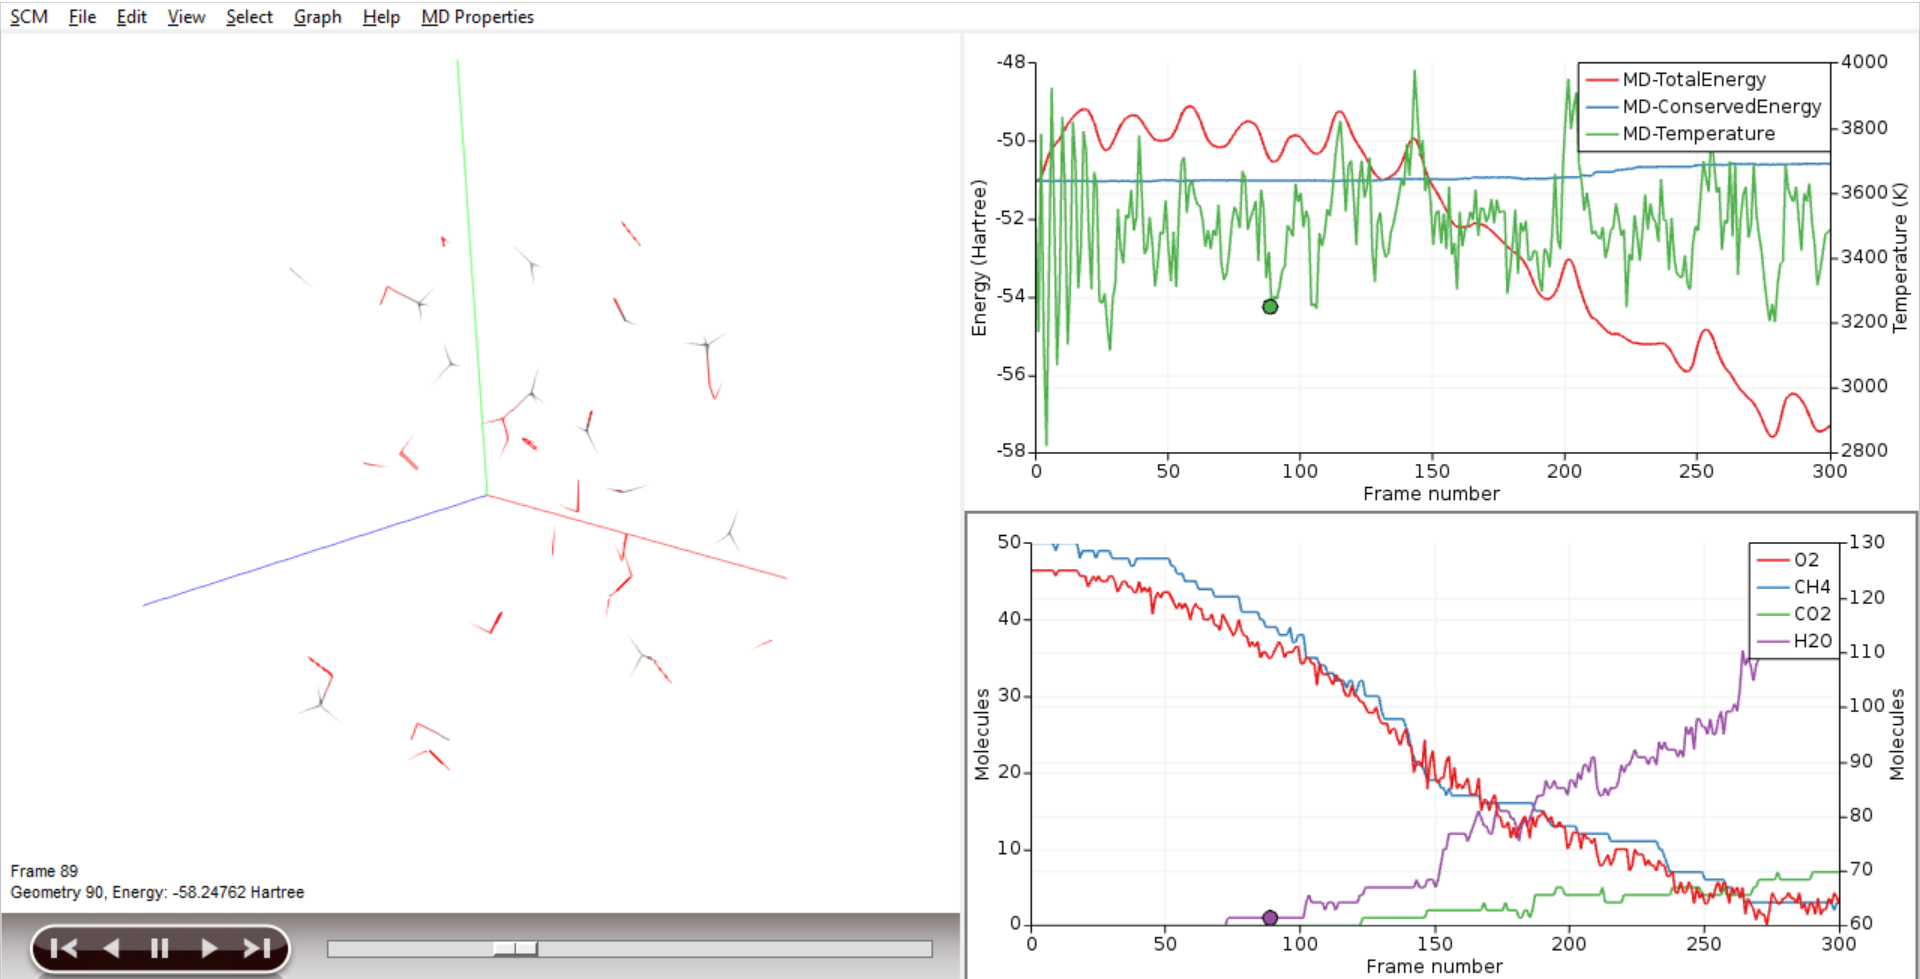 SCM File Edit View Select Graph Help MD Properties
Frame 89
Geometry 90, Energy: -58.24762 Hartree
-48
-50
-52
-54
-56
-58
Energy (Hartree)
0 50 100 150 200 250 300
Frame number
4000
3800
3600
3400
3200
3000
2800
Temperature (K)
MD-TotalEnergy
MD-ConservedEnergy
MD-Temperature
50
40
30
20
10
0
Molecules
0 50 100 150 200 250 300
Frame number
130
120
110
100
90
80
70
60
Molecules
O2
CH4
CO2
H2O